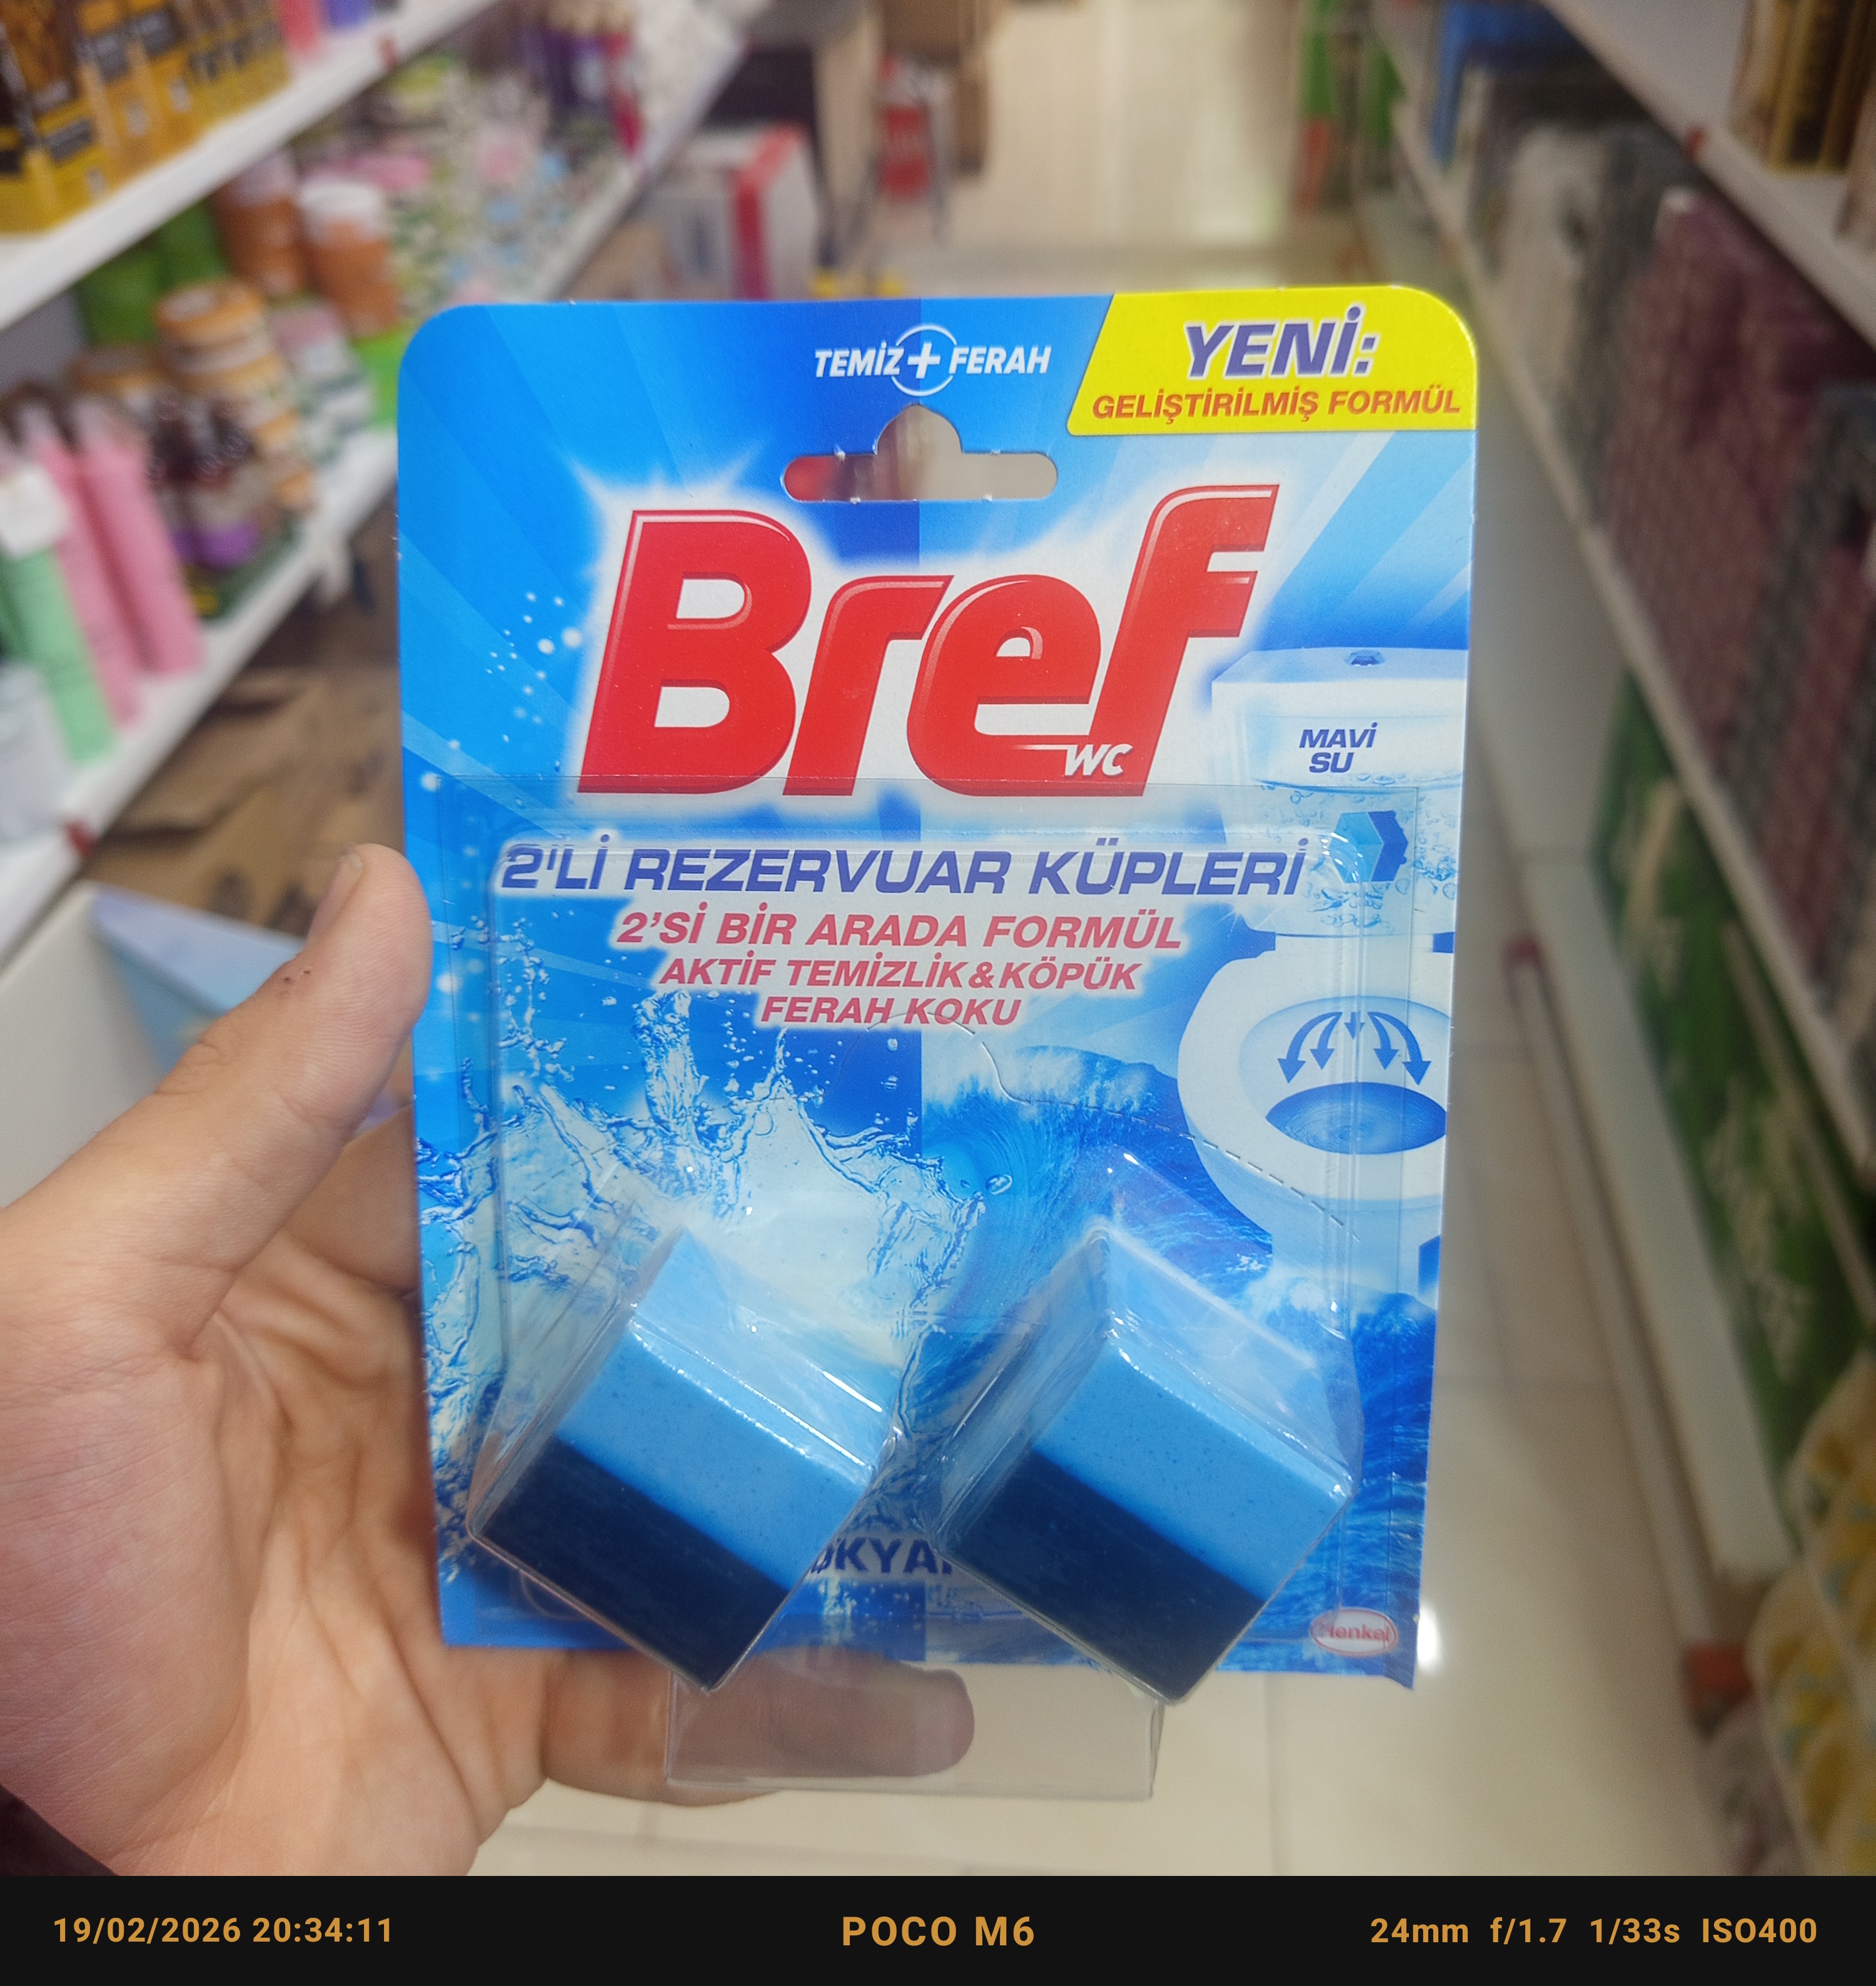 TEMİZ + FERAH
YENİ:
GELİŞTİRİLMİŞ FORMÜL
Bref
WC
MAVİ
SU
2'Lİ REZERVUAR KÜPLERİ
2'Sİ BİR ARADA FORMÜL
AKTİF TEMİZLİK&KÖPÜK
FERAH KOKU
Henkel
19/02/2026 20:34:11
POCO M6
24mm f/1.7 1/33s ISO400